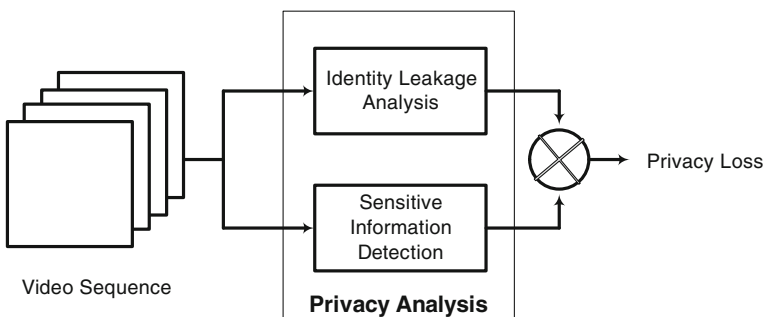 Identity Leakage
Analysis
Privacy Loss
Sensitive
Information
Detection
Video Sequence
Privacy Analysis